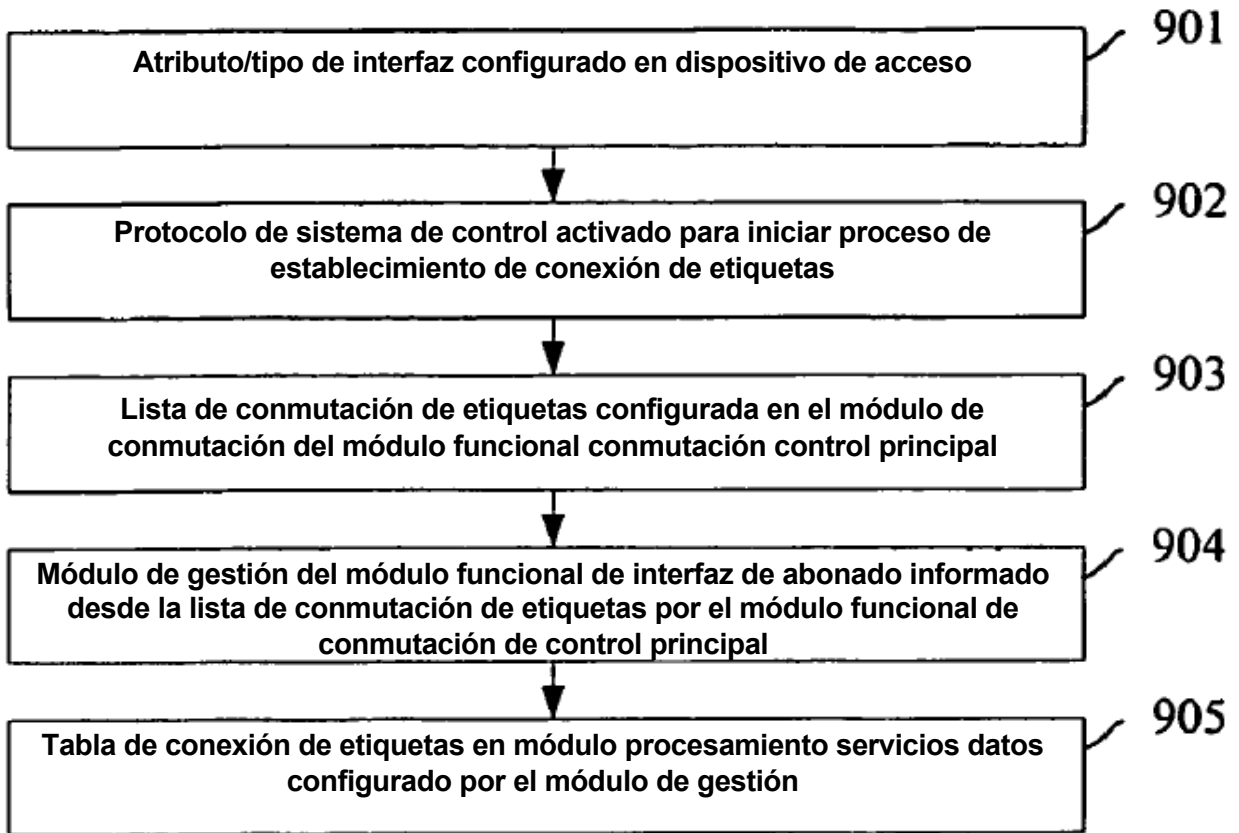 901
Atributo/tipo de interfaz configurado en dispositivo de acceso
902
Protocolo de sistema de control activado para iniciar proceso de
establecimiento de conexión de etiquetas
903
Lista de conmutación de etiquetas configurada en el módulo de
conmutación del módulo funcional conmutación control principal
904
Módulo de gestión del módulo funcional de interfaz de abonado informado
desde la lista de conmutación de etiquetas por el módulo funcional de
conmutación de control principal
905
Tabla de conexión de etiquetas en módulo procesamiento servicios datos
configurado por el módulo de gestión